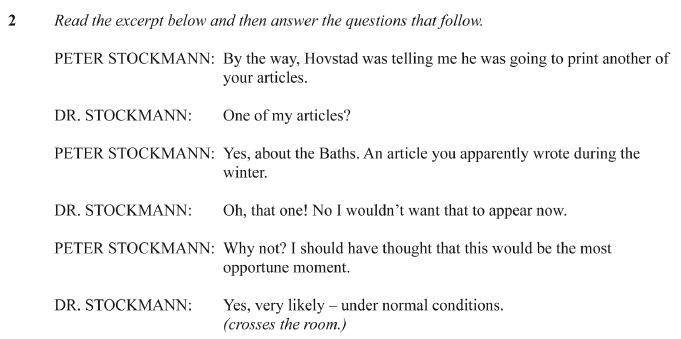 2 Read the excerpt below and then answer the questions that follow.
PETER STOCKMANN: By the way, Hovstad was telling me he was going to print another of
your articles.
DR. STOCKMANN: One of my articles?
PETER STOCKMANN: Yes, about the Baths. An article you apparently wrote during the
winter.
DR. STOCKMANN: Oh, that one! No I wouldn’t want that to appear now.
PETER STOCKMANN: Why not? I should have thought that this would be the most
opportune moment.
DR. STOCKMANN: Yes, very likely – under normal conditions.
(crosses the room.)